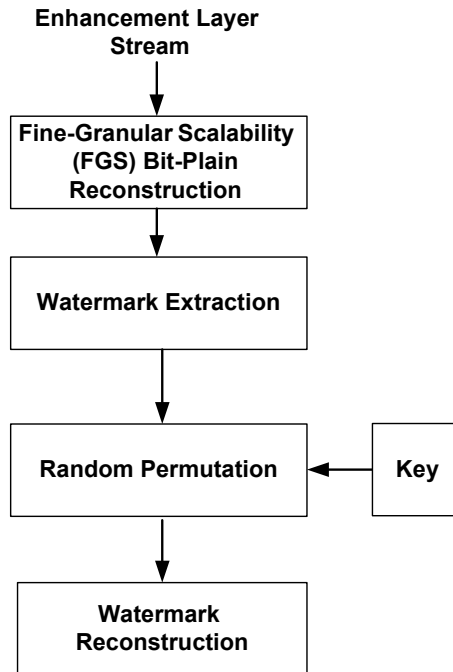 Enhancement Layer
Stream
Fine-Granular Scalability
(FGS) Bit-Plain
Reconstruction
Watermark Extraction
Random Permutation
Key
Watermark
Reconstruction